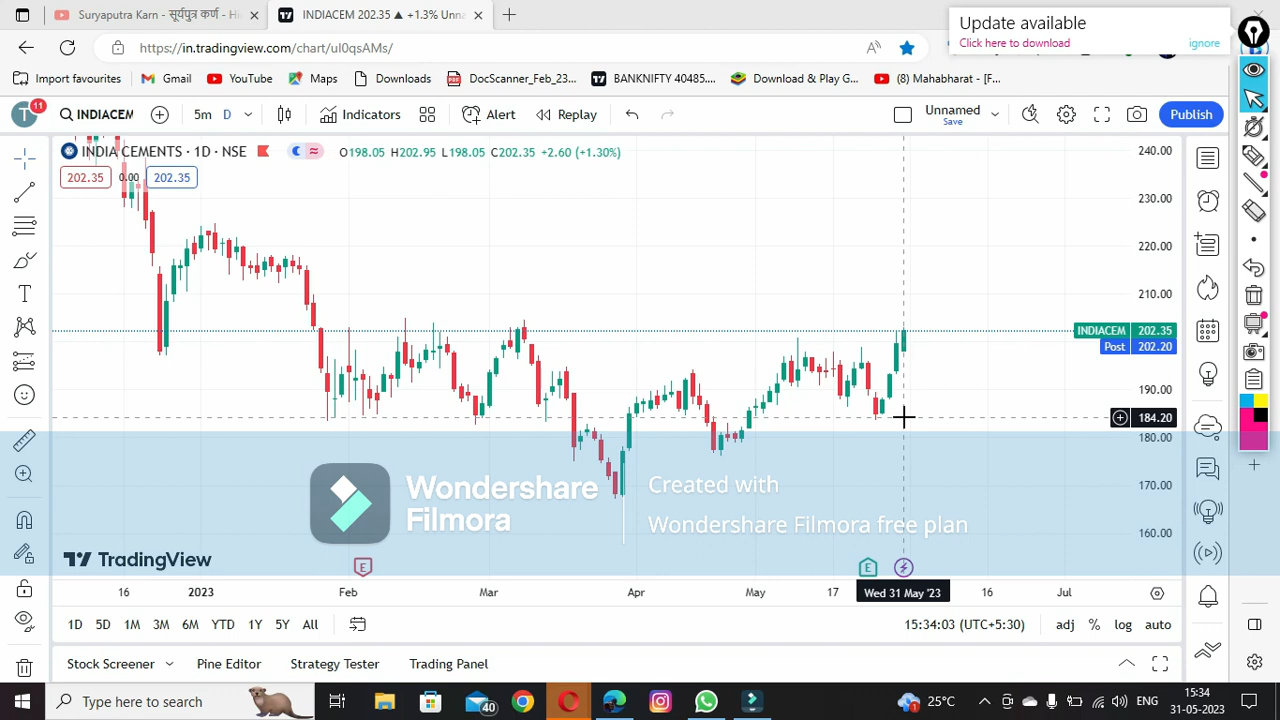 Suryaputra Karn - सूर्यपुत्र कर्ण - Hi
INDIACEM 202.35 ▲ +1.3% Unna
Update available
Click here to download
ignore
https://in.tradingview.com/chart/ul0qsAMs/
Import favourites
Gmail
YouTube
Maps
Downloads
DocScanner_Feb_23...
BANKNIFTY 40485....
Download & Play G...
(8) Mahabharat - [F...
T
11
INDIACEM
5m
D
Indicators
Alert
Replay
Unnamed
Save
Publish
INDIA CEMENTS · 1D · NSE
O198.05 H202.95 L198.05 C202.35 +2.60 (+1.30%)
202.35
0.00
202.35
240.00
230.00
220.00
210.00
INDIACEM 202.35
Post 202.20
190.00
184.20
180.00
170.00
160.00
Wondershare
Filmora
Created with
Wondershare Filmora free plan
TradingView
E
E
16
2023
Feb
Mar
Apr
May
17
Wed 31 May '23
16
Jul
1D
5D
1M
3M
6M
YTD
1Y
5Y
All
15:34:03 (UTC+5:30)
adj
%
log
auto
Stock Screener
Pine Editor
Strategy Tester
Trading Panel
Type here to search
40
1
25°C
ENG
15:34
31-05-2023